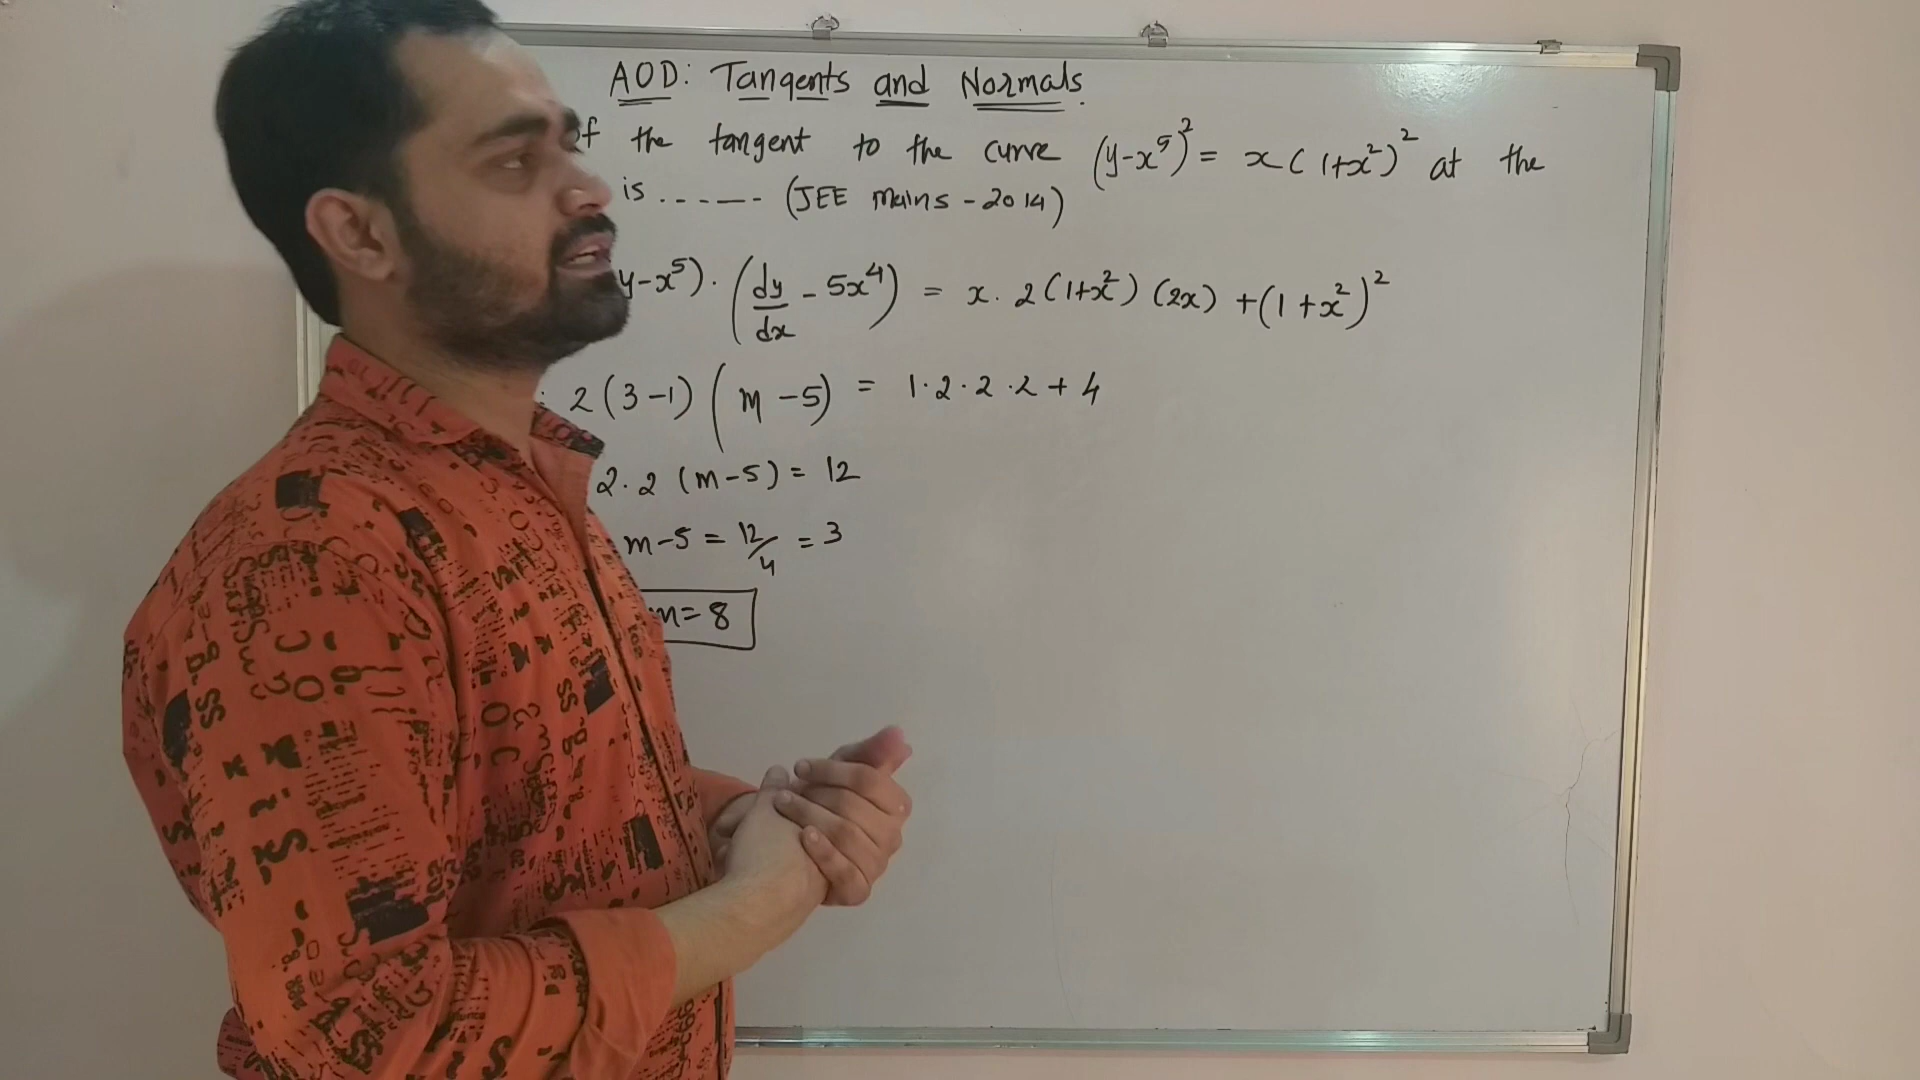 AOD: Tangents and Normals.
of the tangent to the curve (y-x⁵)² = x(1+x²)² at the
is ------ (JEE Mains - 2014)
y-x⁵) · (dy/dx - 5x⁴) = x · 2(1+x²) (2x) + (1+x²)²
: 2(3-1) (m-5) = 1·2·2·2 + 4
2·2 (m-5) = 12
m-5 = 12/4 = 3
m=8